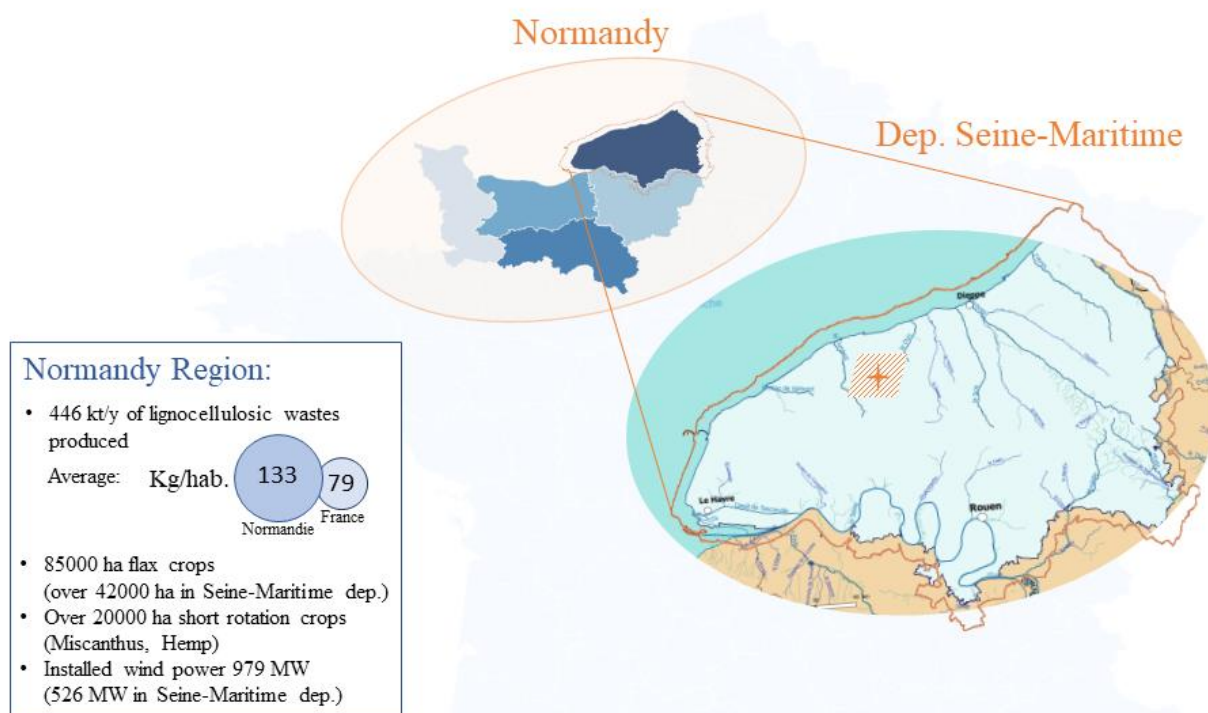 Normandy
Dep. Seine-Maritime
Dieppe
Le Havre
Rouen
Normandy Region:
• 446 kt/y of lignocellulosic wastes
produced
Average: Kg/hab. 133 79
Normandie France
• 85000 ha flax crops
(over 42000 ha in Seine-Maritime dep.)
• Over 20000 ha short rotation crops
(Miscanthus, Hemp)
• Installed wind power 979 MW
(526 MW in Seine-Maritime dep.)